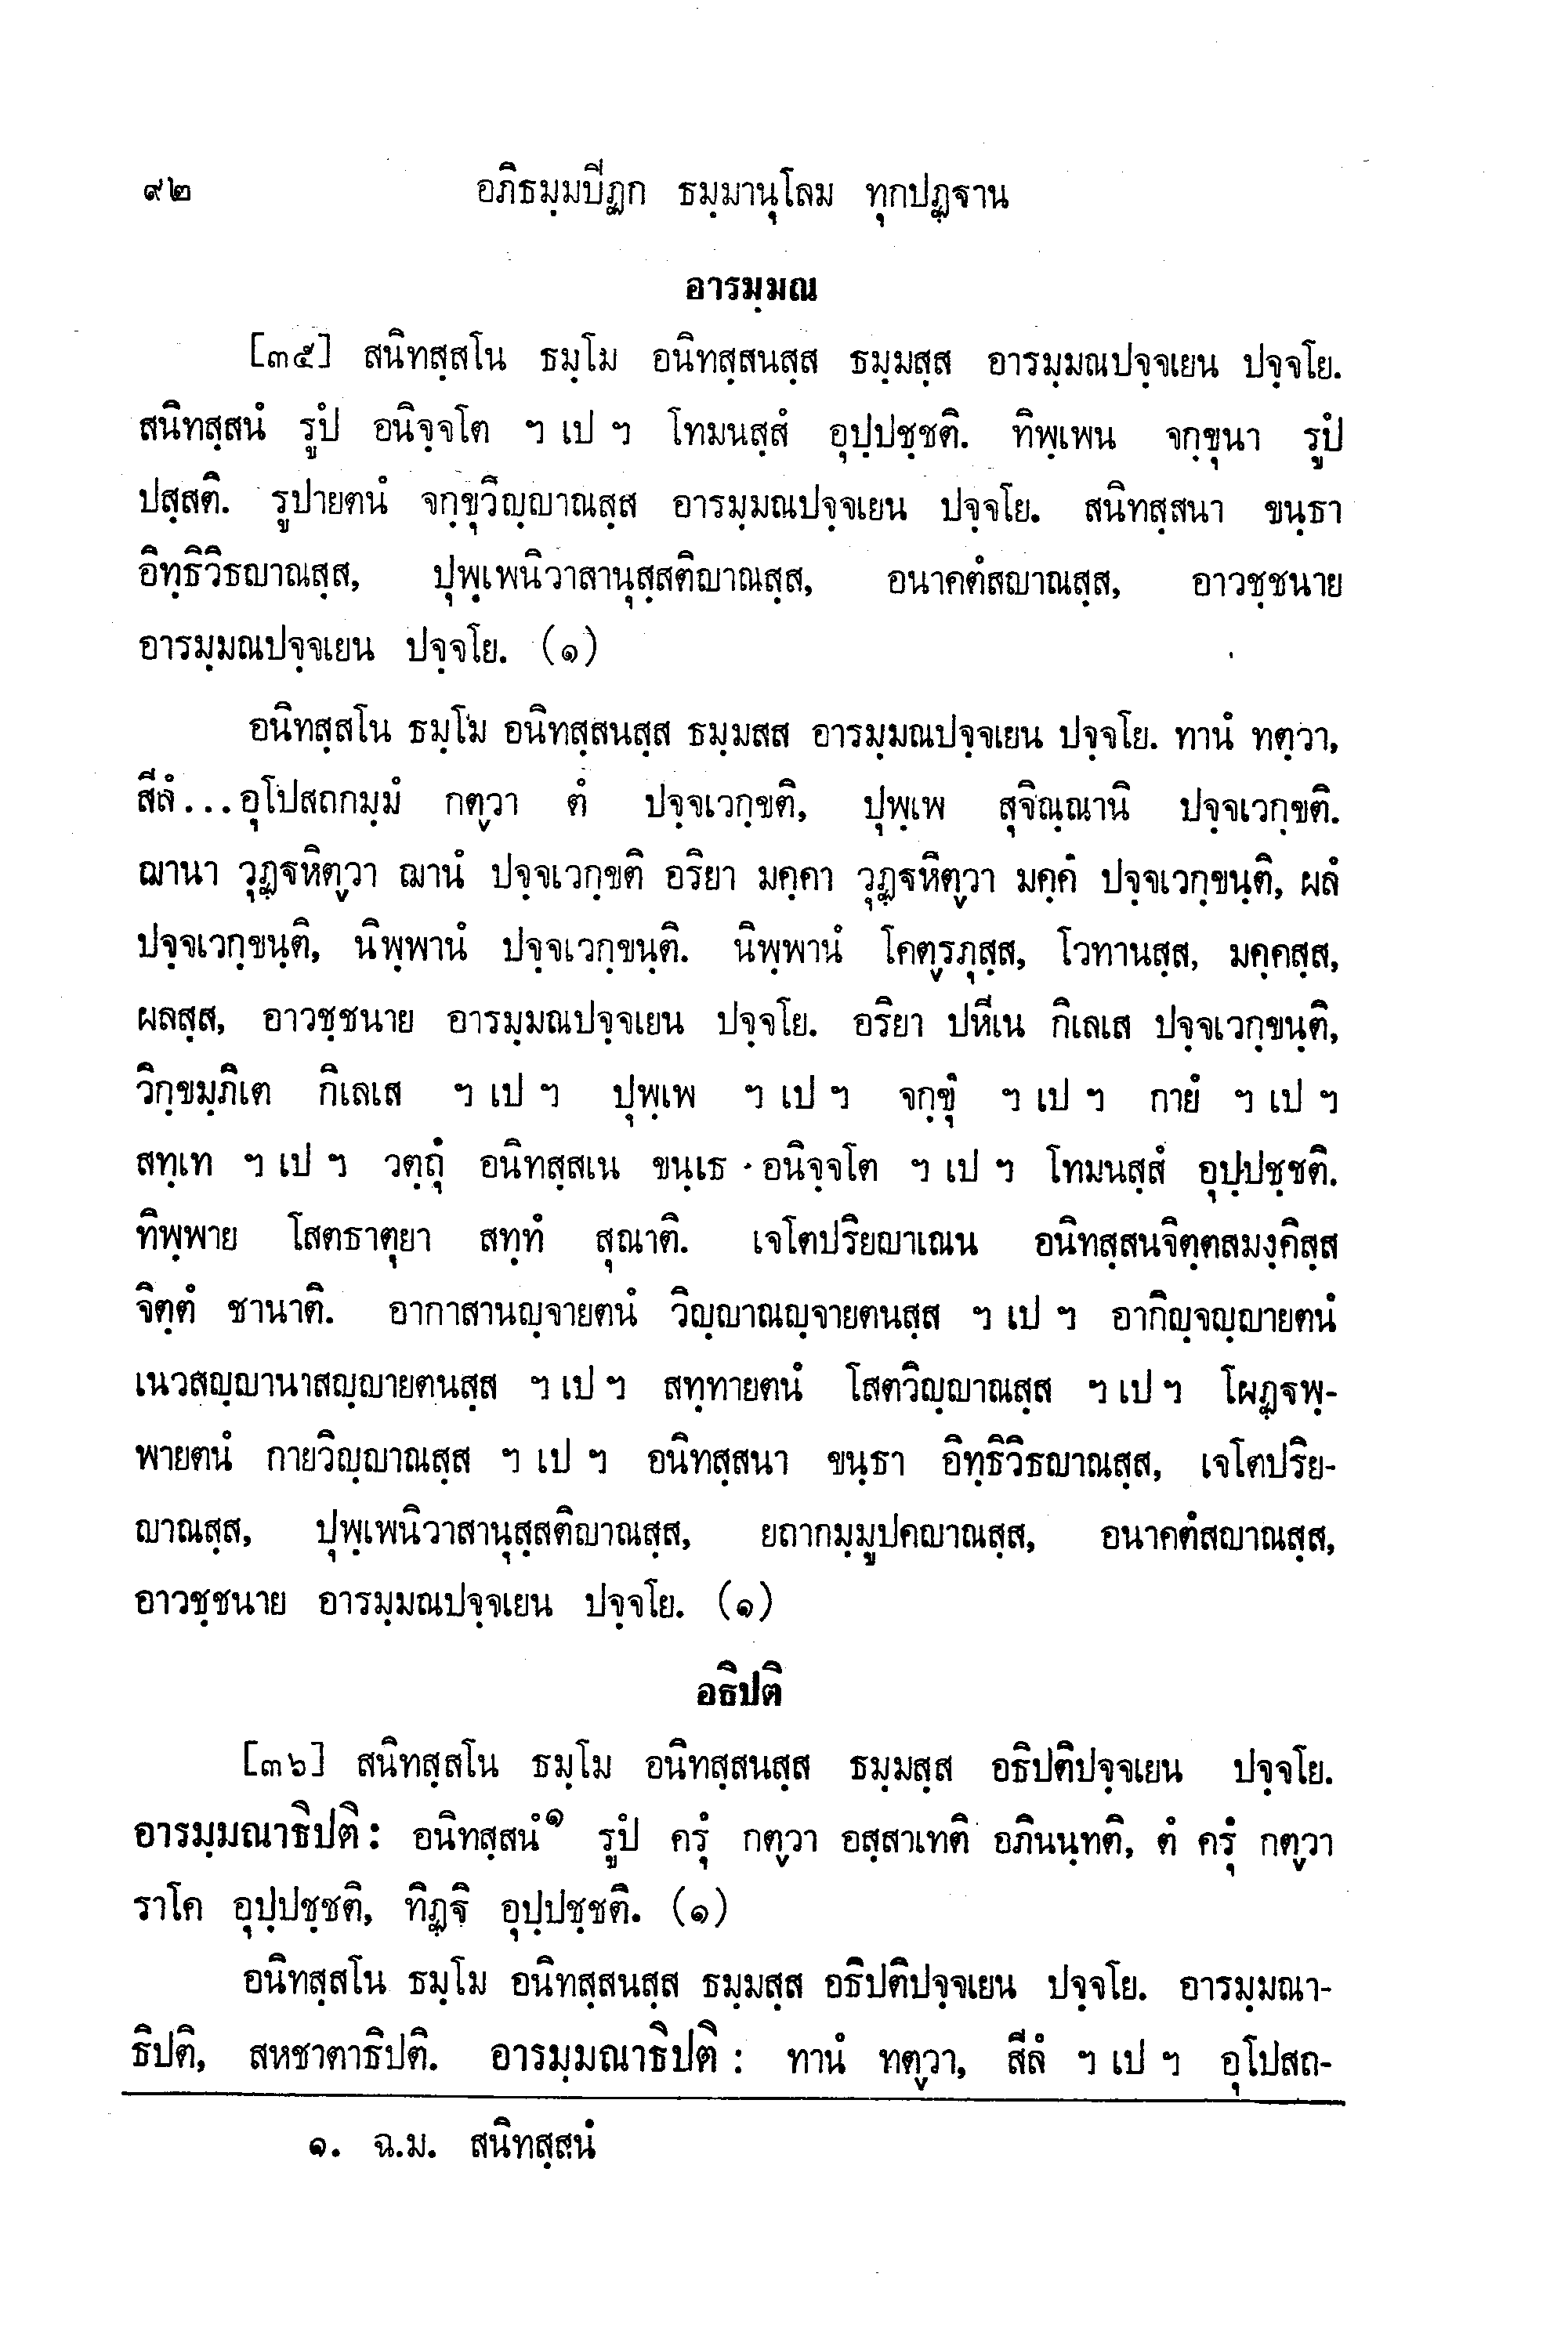 ๙๒ อภิธมฺมปิฏก ธมฺมานุโลม ทุกปฏฺฐาน
อารมฺมณ
[๓๕] สนิทสฺสโน ธมฺโม อนิทสฺสนสฺส ธมฺมสฺส อารมฺมณปจฺจเยน ปจฺจโย.
สนิทสฺสนํ รูปํ อนิจฺจโต ฯ เป ฯ โทมนสฺสํ อุปฺปชฺชติ. ทิพฺเพน จกฺขุนา รูปํ
ปสฺสติ. รูปายตนํ จกฺขุวิญฺญาณสฺส อารมฺมณปจฺจเยน ปจฺจโย. สนิทสฺสนา ขนฺธา
อิทฺธิวิธญาณสฺส, ปุพฺเพนิวาสานุสฺสติญาณสฺส, อนาคตํสญาณสฺส, อาวชฺชนาย
อารมฺมณปจฺจเยน ปจฺจโย. (๑)
อนิทสฺสโน ธมฺโม อนิทสฺสนสฺส ธมฺมสส อารมฺมณปจฺจเยน ปจฺจโย. ทานํ ทตฺวา,
สีลํ...อุโปสถกมฺมํ กตฺวา ตํ ปจฺจเวกฺขติ, ปุพฺเพ สุจิณฺณานิ ปจฺจเวกฺขติ.
ฌานา วุฏฺฐหิตฺวา ฌานํ ปจฺจเวกฺขติ อริยา มคฺคา วุฏฺฐหิตฺวา มคฺคํ ปจฺจเวกฺขนฺติ, ผลํ
ปจฺจเวกฺขนฺติ, นิพฺพานํ ปจฺจเวกฺขนฺติ. นิพฺพานํ โคตฺรภุสฺส, โวทานสฺส, มคฺคสฺส,
ผลสฺส, อาวชฺชนาย อารมฺมณปจฺจเยน ปจฺจโย. อริยา ปหีเน กิเลเส ปจฺจเวกฺขนฺติ,
วิกฺขมฺภิเต กิเลเส ฯ เป ฯ ปุพฺเพ ฯ เป ฯ จกฺขุํ ฯ เป ฯ กายํ ฯ เป ฯ
สทฺเท ฯ เป ฯ วตฺถุํ อนิทสฺสเน ขนฺเธ อนิจฺจโต ฯ เป ฯ โทมนสฺสํ อุปฺปชฺชติ.
ทิพฺพาย โสตธาตุยา สทฺทํ สุณาติ. เจโตปริยญาเณน อนิทสฺสนจิตฺตสมงฺคิสฺส
จิตฺตํ ชานาติ. อากาสานญฺจายตนํ วิญฺญาณญฺจายตนสฺส ฯ เป ฯ อากิญฺจญฺญายตนํ
เนวสญฺญานาสญฺญายตนสฺส ฯ เป ฯ สทฺทายตนํ โสตวิญฺญาณสฺส ฯ เป ฯ โผฏฺฐพฺ-
พายตนํ กายวิญฺญาณสฺส ฯ เป ฯ อนิทสฺสนา ขนฺธา อิทฺธิวิธญาณสฺส, เจโตปริย-
ญาณสฺส, ปุพฺเพนิวาสานุสฺสติญาณสฺส, ยถากมฺมูปคญาณสฺส, อนาคตํสญาณสฺส,
อาวชฺชนาย อารมฺมณปจฺจเยน ปจฺจโย. (๑)
อธิปติ
[๓๖] สนิทสฺสโน ธมฺโม อนิทสฺสนสฺส ธมฺมสฺส อธิปติปจฺจเยน ปจฺจโย.
อารมฺมณาธิปติ : อนิทสฺสนํ๑ รูปํ ครุํ กตฺวา อสฺสาเทติ อภินนฺทติ, ตํ ครุํ กตฺวา
ราโค อุปฺปชฺชติ, ทิฏฺฐิ อุปฺปชฺชติ. (๑)
อนิทสฺสโน ธมฺโม อนิทสฺสนสฺส ธมฺมสฺส อธิปติปจฺจเยน ปจฺจโย. อารมฺมณา-
ธิปติ, สหชาตาธิปติ. อารมฺมณาธิปติ : ทานํ ทตฺวา, สีลํ ฯ เป ฯ อุโปสถ-
๑. ฉ.ม. สนิทสฺสนํ